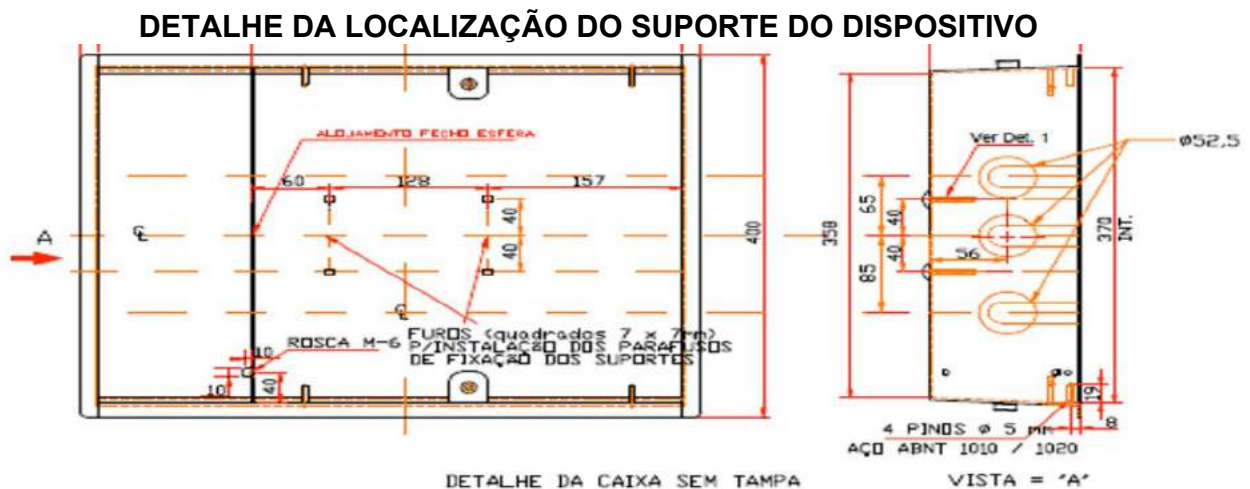 DETALHE DA LOCALIZAÇÃO DO SUPORTE DO DISPOSITIVO
ALOJAMENTO FECHO ESFERA
60
128
157
40
40
400
A
ROSCA M-6
10
10
40
FUROS (quadrados 7 x 7mm)
P/INSTALAÇÃO DOS PARAFUSOS
DE FIXAÇÃO DOS SUPORTES
Ver Det. 1
Ø52,5
358
65
85
40
40
56
370
INT.
19
8
4 PINOS Ø 5 mm
AÇO ABNT 1010 / 1020
DETALHE DA CAIXA SEM TAMPA
VISTA = "A"